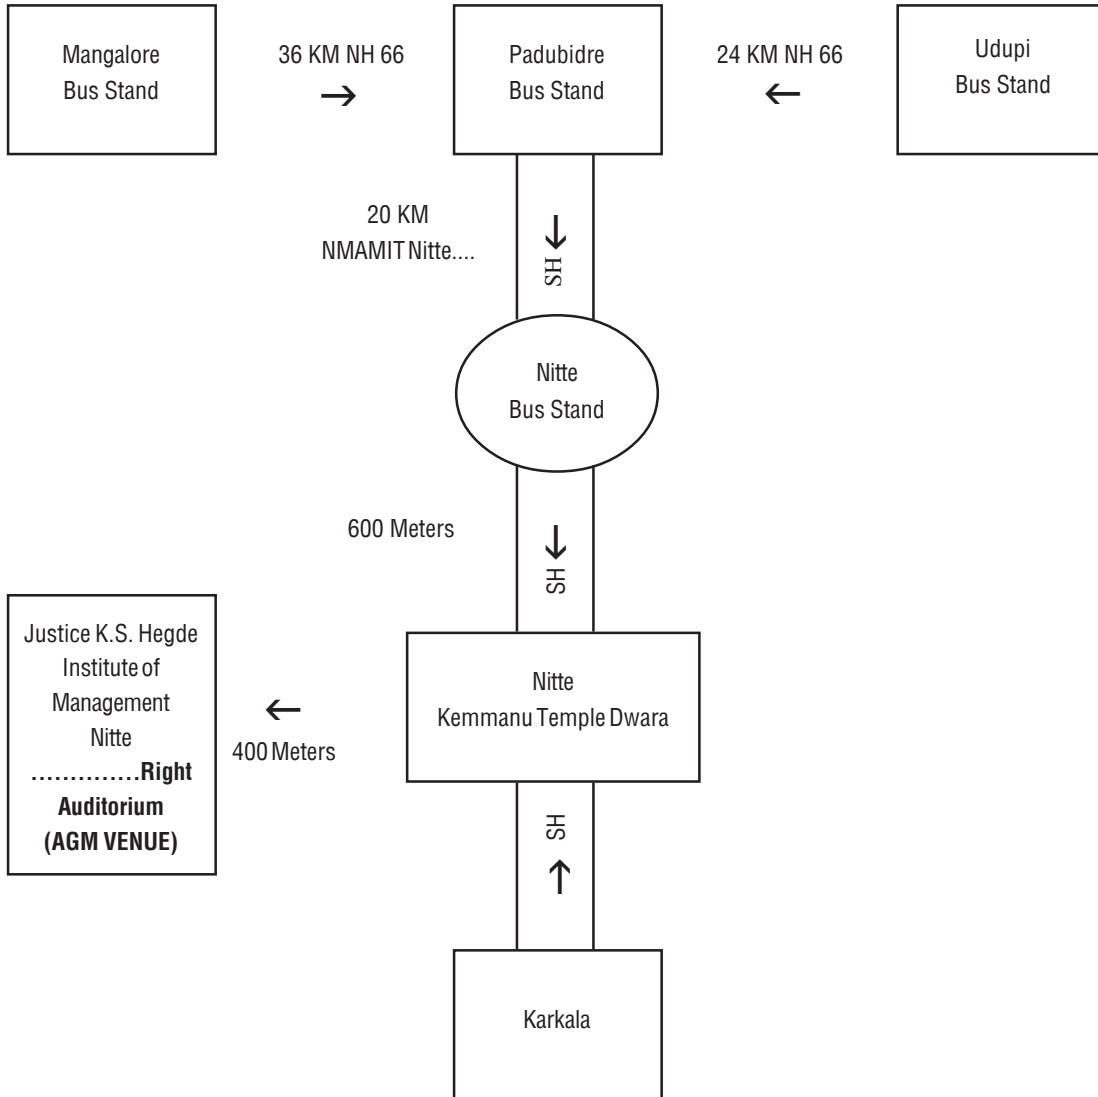 Mangalore
Bus Stand
36 KM NH 66
Padubidre
Bus Stand
24 KM NH 66
Udupi
Bus Stand
20 KM
NMAMIT Nitte....
SH
Nitte
Bus Stand
600 Meters
SH
Justice K.S. Hegde
Institute of
Management
Nitte
..............Right
Auditorium
(AGM VENUE)
400 Meters
Nitte
Kemmanu Temple Dwara
SH
Karkala